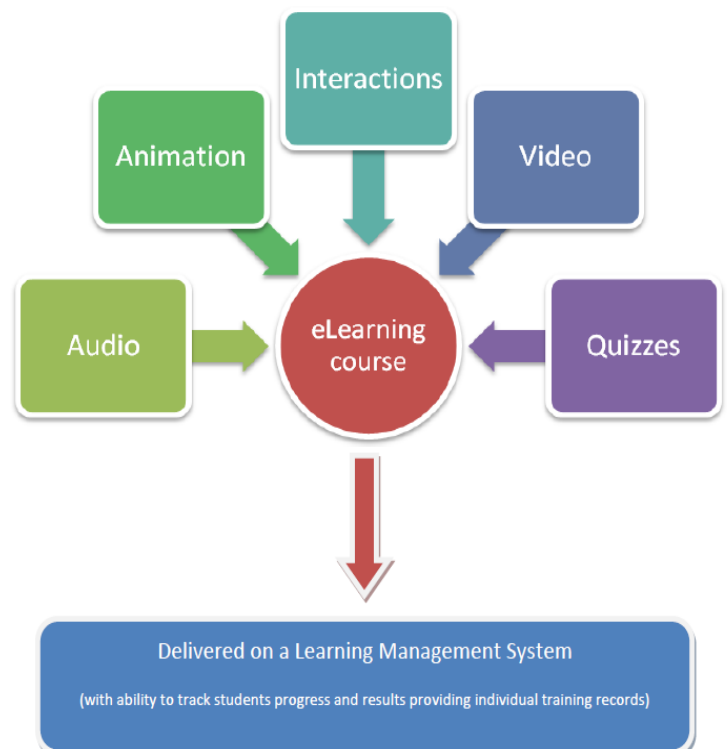 Interactions
Animation
Video
Audio
eLearning
course
Quizzes
Delivered on a Learning Management System
(with ability to track students progress and results providing individual training records)